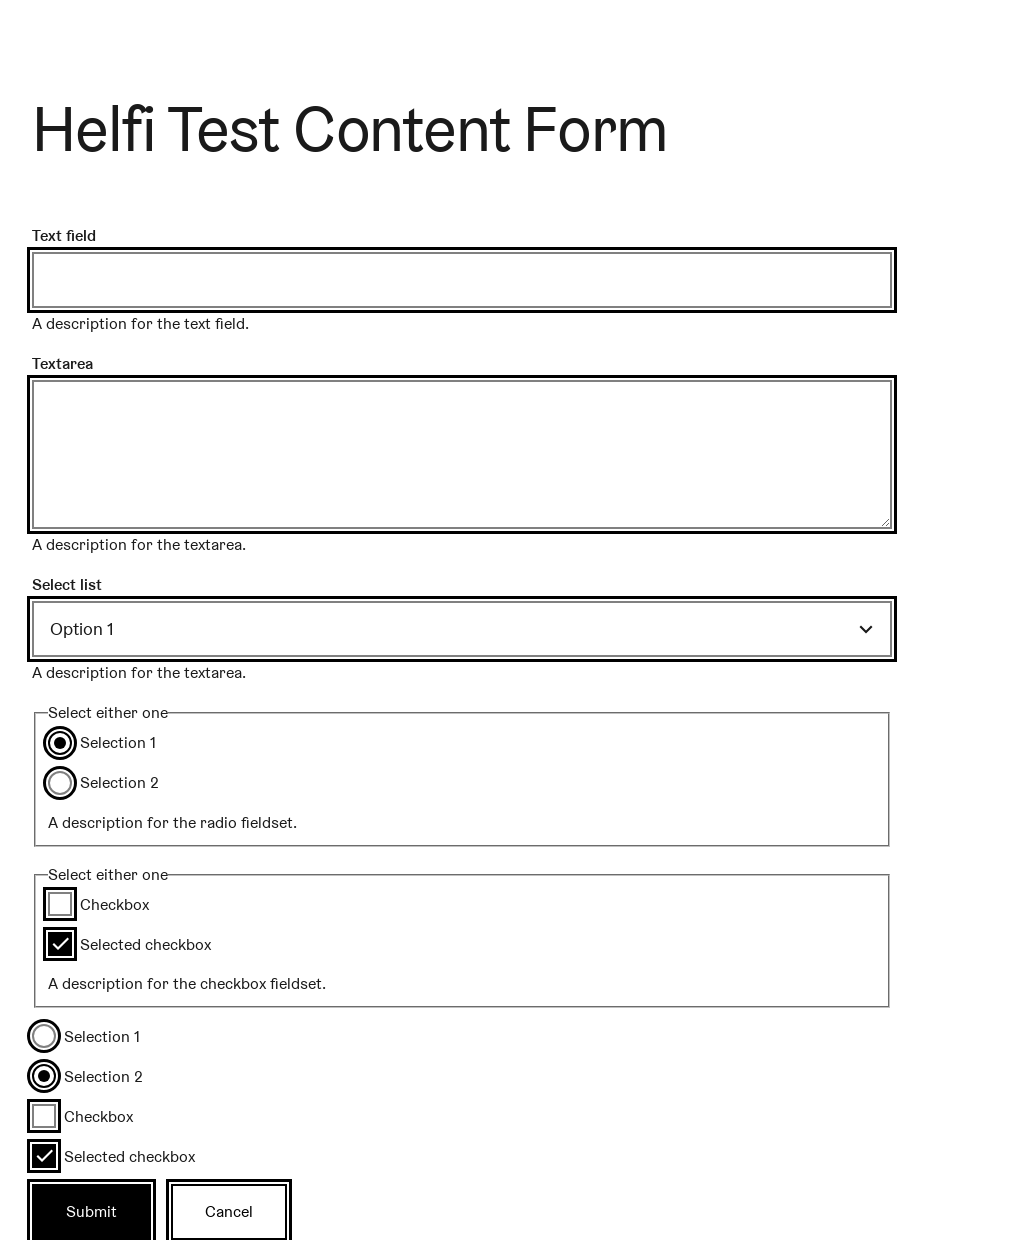 Helfi Test Content Form
Text field
A description for the text field.
Textarea
A description for the textarea.
Select list
Option 1
A description for the textarea.
Select either one
Selection 1
Selection 2
A description for the radio fieldset.
Select either one
Checkbox
Selected checkbox
A description for the checkbox fieldset.
Selection 1
Selection 2
Checkbox
Selected checkbox
Submit Cancel